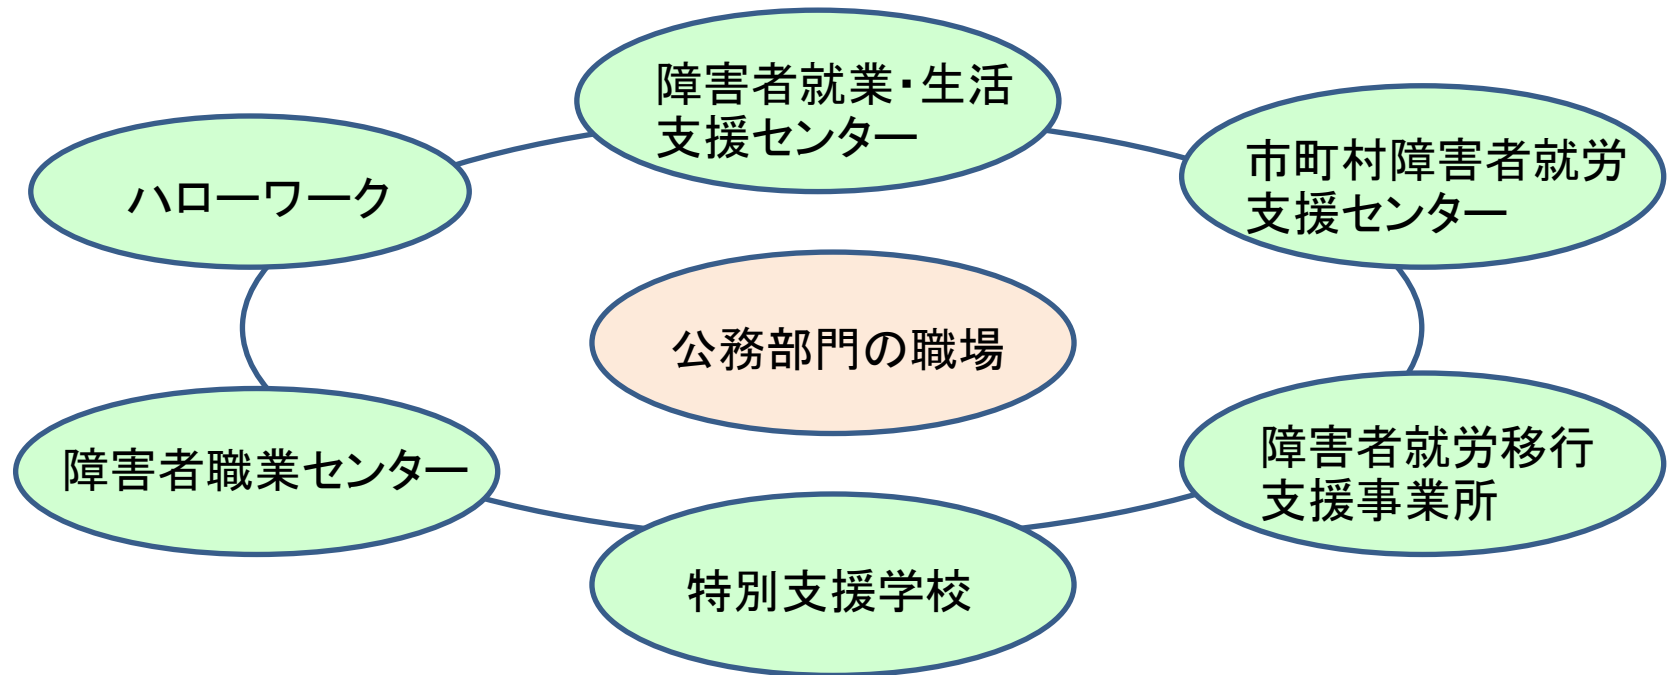 障害者就業・生活
支援センター
市町村障害者就労
支援センター
ハローワーク
公務部門の職場
障害者就労移行
支援事業所
障害者職業センター
特別支援学校